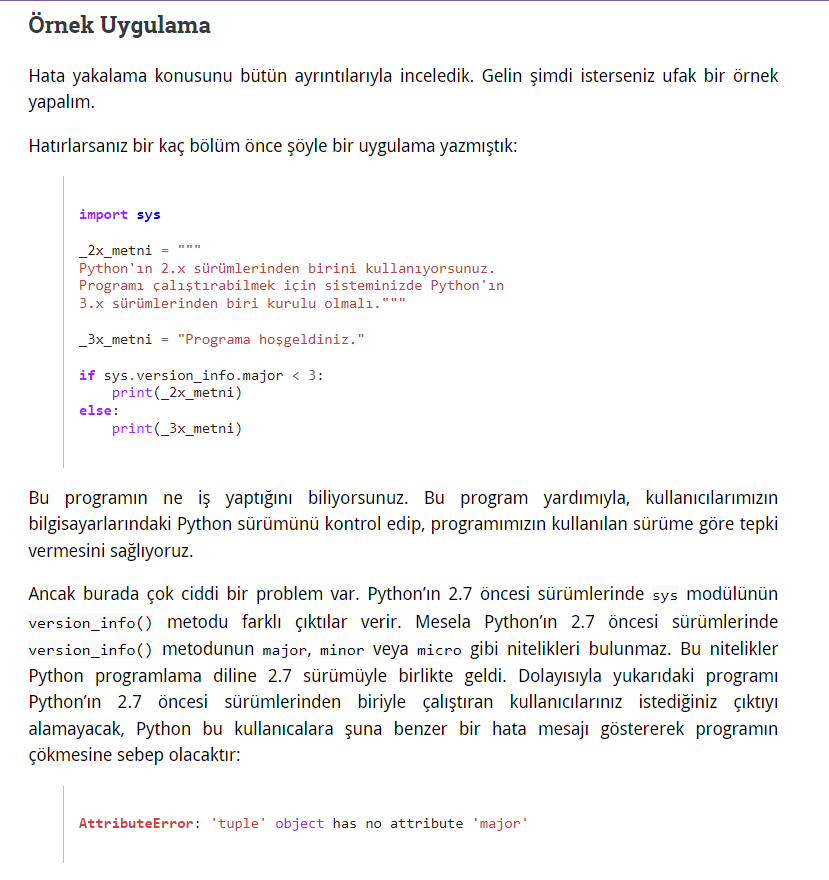 Örnek Uygulama
Hata yakalama konusunu bütün ayrıntılarıyla inceledik. Gelin şimdi isterseniz ufak bir örnek
yapalım.
Hatırlarsanız bir kaç bölüm önce şöyle bir uygulama yazmıştık:
import sys
_2x_metni = """
Python'ın 2.x sürümlerinden birini kullanıyorsunuz.
Programı çalıştırabilmek için sisteminizde Python'ın
3.x sürümlerinden biri kurulu olmalı."""
_3x_metni = "Programa hoşgeldiniz."
if sys.version_info.major < 3:
    print(_2x_metni)
else:
    print(_3x_metni)
Bu programın ne iş yaptığını biliyorsunuz. Bu program yardımıyla, kullanıcılarımızın
bilgisayarlarındaki Python sürümünü kontrol edip, programımızın kullanılan sürüme göre tepki
vermesini sağlıyoruz.
Ancak burada çok ciddi bir problem var. Python’ın 2.7 öncesi sürümlerinde sys modülünün
version_info() metodu farklı çıktılar verir. Mesela Python’ın 2.7 öncesi sürümlerinde
version_info() metodunun major, minor veya micro gibi nitelikleri bulunmaz. Bu nitelikler
Python programlama diline 2.7 sürümüyle birlikte geldi. Dolayısıyla yukarıdaki programı
Python’ın 2.7 öncesi sürümlerinden biriyle çalıştıran kullanıcılarınız istediğiniz çıktıyı
alamayacak, Python bu kullanıcalara şuna benzer bir hata mesajı göstererek programın
çökmesine sebep olacaktır:
AttributeError: 'tuple' object has no attribute 'major'